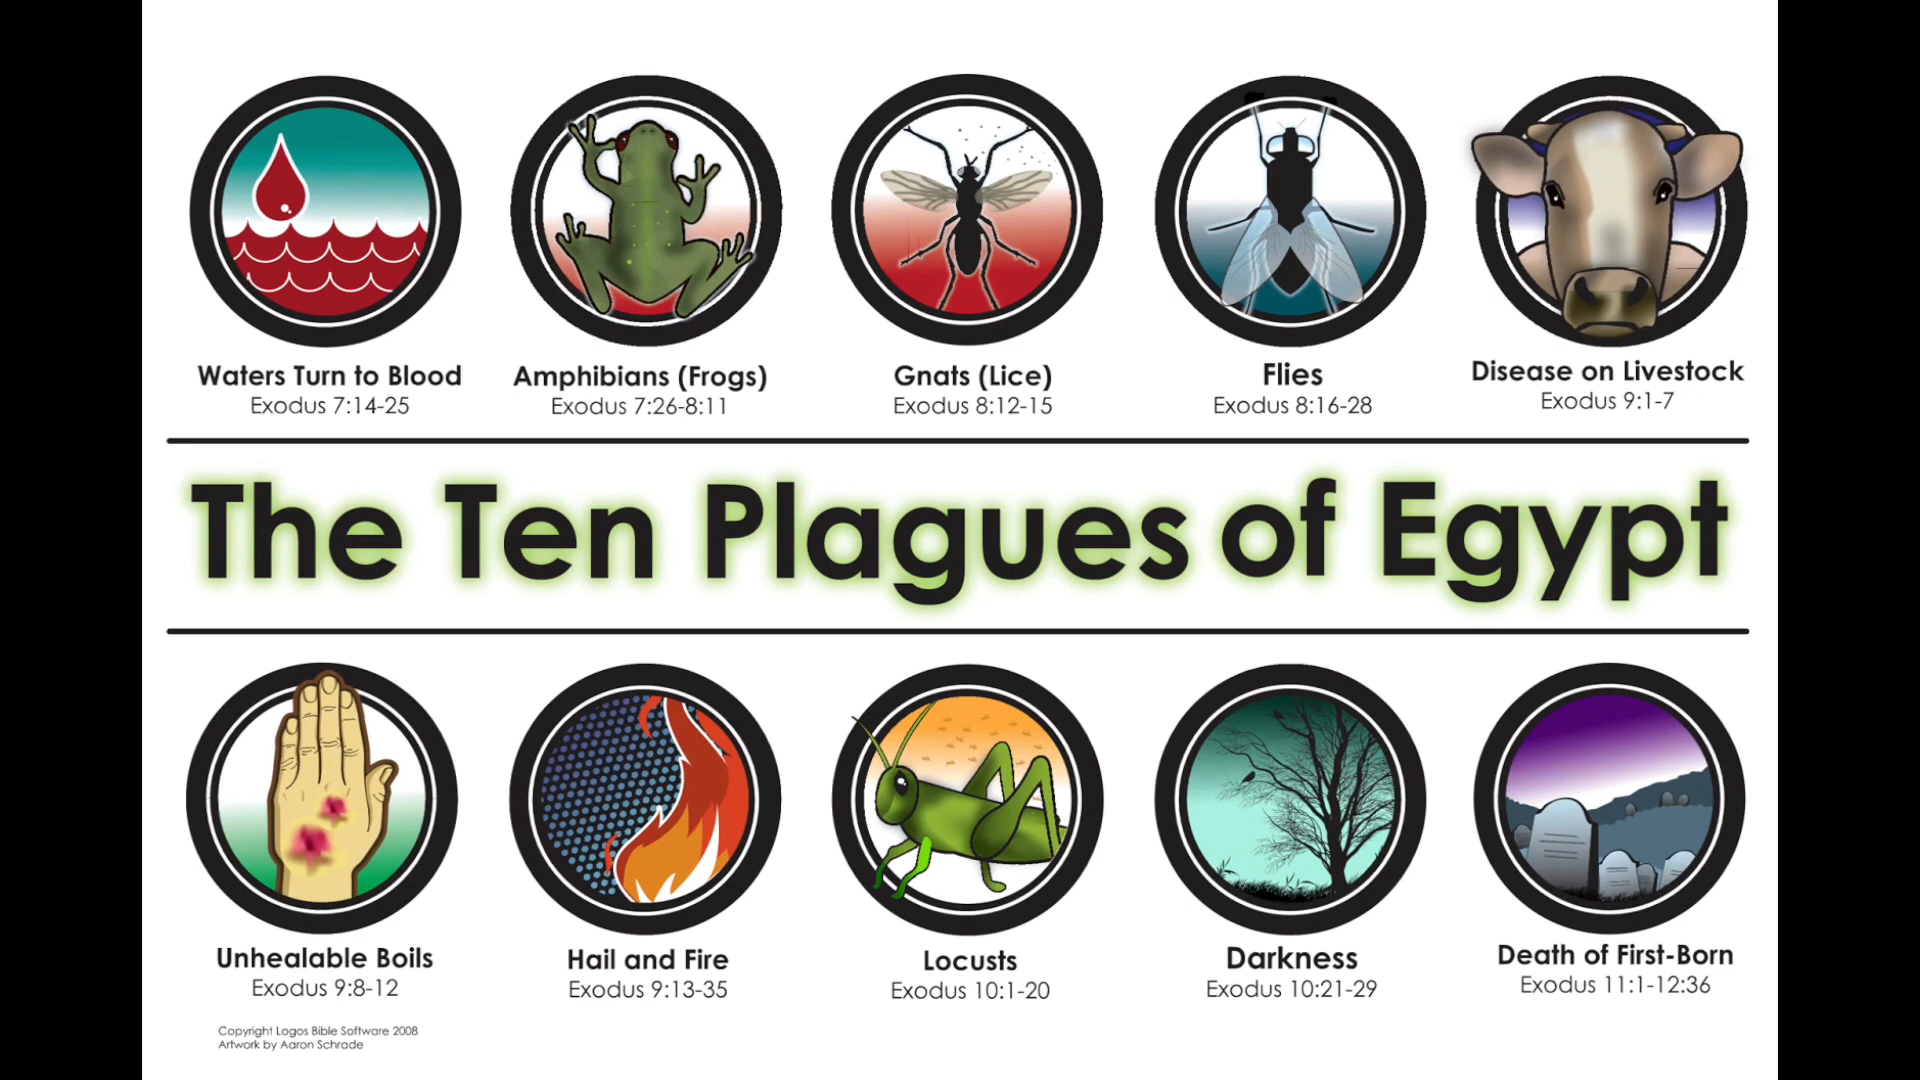 Waters Turn to Blood
Exodus 7:14-25
Amphibians (Frogs)
Exodus 7:26-8:11
Gnats (Lice)
Exodus 8:12-15
Flies
Exodus 8:16-28
Disease on Livestock
Exodus 9:1-7
The Ten Plagues of Egypt
Unhealable Boils
Exodus 9:8-12
Hail and Fire
Exodus 9:13-35
Locusts
Exodus 10:1-20
Darkness
Exodus 10:21-29
Death of First-Born
Exodus 11:1-12:36
Copyright Logos Bible Software 2008
Artwork by Aaron Schrade